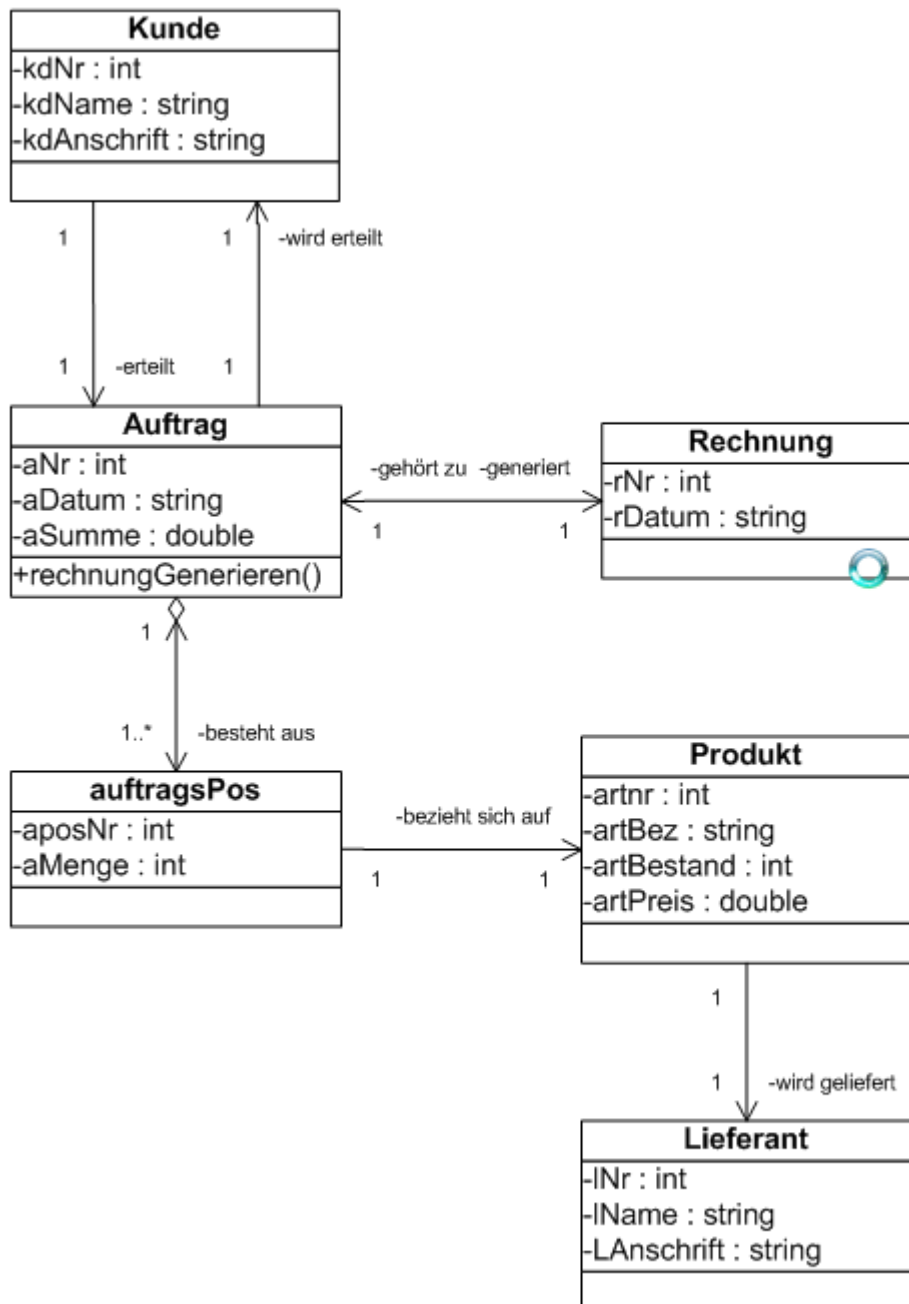 Kunde
-kdNr : int
-kdName : string
-kdAnschrift : string
1 1 -wird erteilt
1 -erteilt 1
Auftrag
-aNr : int
-aDatum : string
-aSumme : double
+rechnungGenerieren()
-gehört zu -generiert
1 1
Rechnung
-rNr : int
-rDatum : string
1
1..* -besteht aus
auftragsPos
-aposNr : int
-aMenge : int
-bezieht sich auf
1 1
Produkt
-artnr : int
-artBez : string
-artBestand : int
-artPreis : double
1
1 -wird geliefert
Lieferant
-lNr : int
-lName : string
-LAnschrift : string